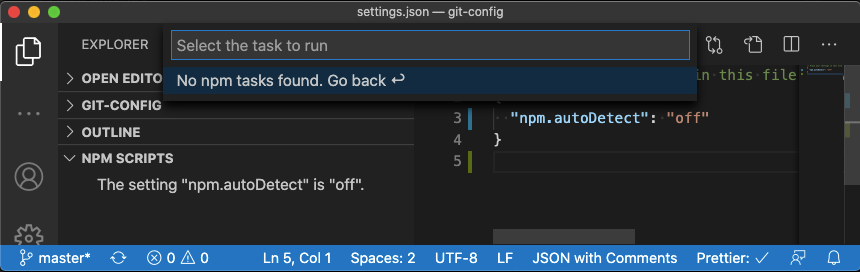 settings.json — git-config
EXPLORER
Select the task to run
No npm tasks found. Go back ↩
OPEN EDITO
GIT-CONFIG
OUTLINE
NPM SCRIPTS
The setting "npm.autoDetect" is "off".
in this file
{
3 "npm.autoDetect": "off"
4 }
5
master* 0 0 Ln 5, Col 1 Spaces: 2 UTF-8 LF JSON with Comments Prettier: ✓